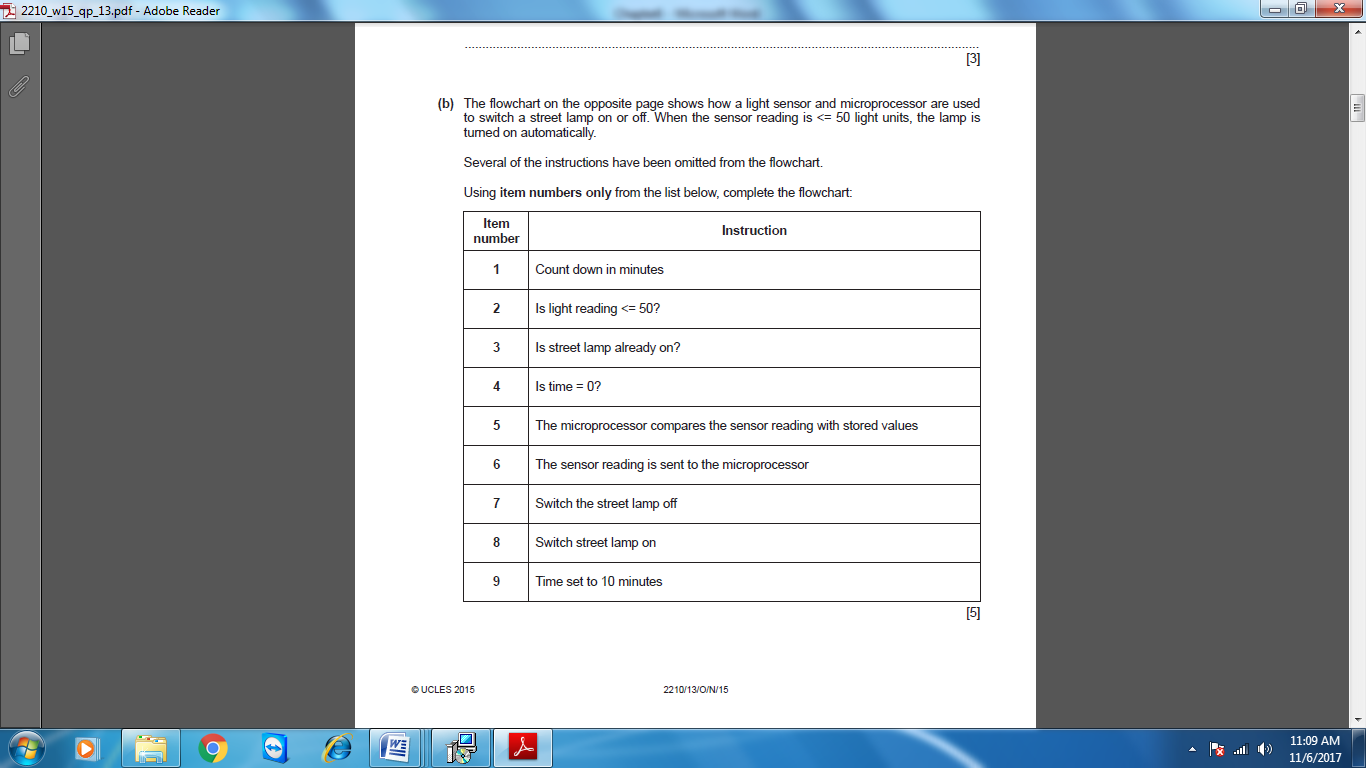 2210_w15_qp_13.pdf - Adobe Reader
[3]
(b) The flowchart on the opposite page shows how a light sensor and microprocessor are used
to switch a street lamp on or off. When the sensor reading is <= 50 light units, the lamp is
turned on automatically.
Several of the instructions have been omitted from the flowchart.
Using item numbers only from the list below, complete the flowchart:
Item number Instruction
1 Count down in minutes
2 Is light reading <= 50?
3 Is street lamp already on?
4 Is time = 0?
5 The microprocessor compares the sensor reading with stored values
6 The sensor reading is sent to the microprocessor
7 Switch the street lamp off
8 Switch street lamp on
9 Time set to 10 minutes
[5]
© UCLES 2015 2210/13/O/N/15
11:09 AM
11/6/2017